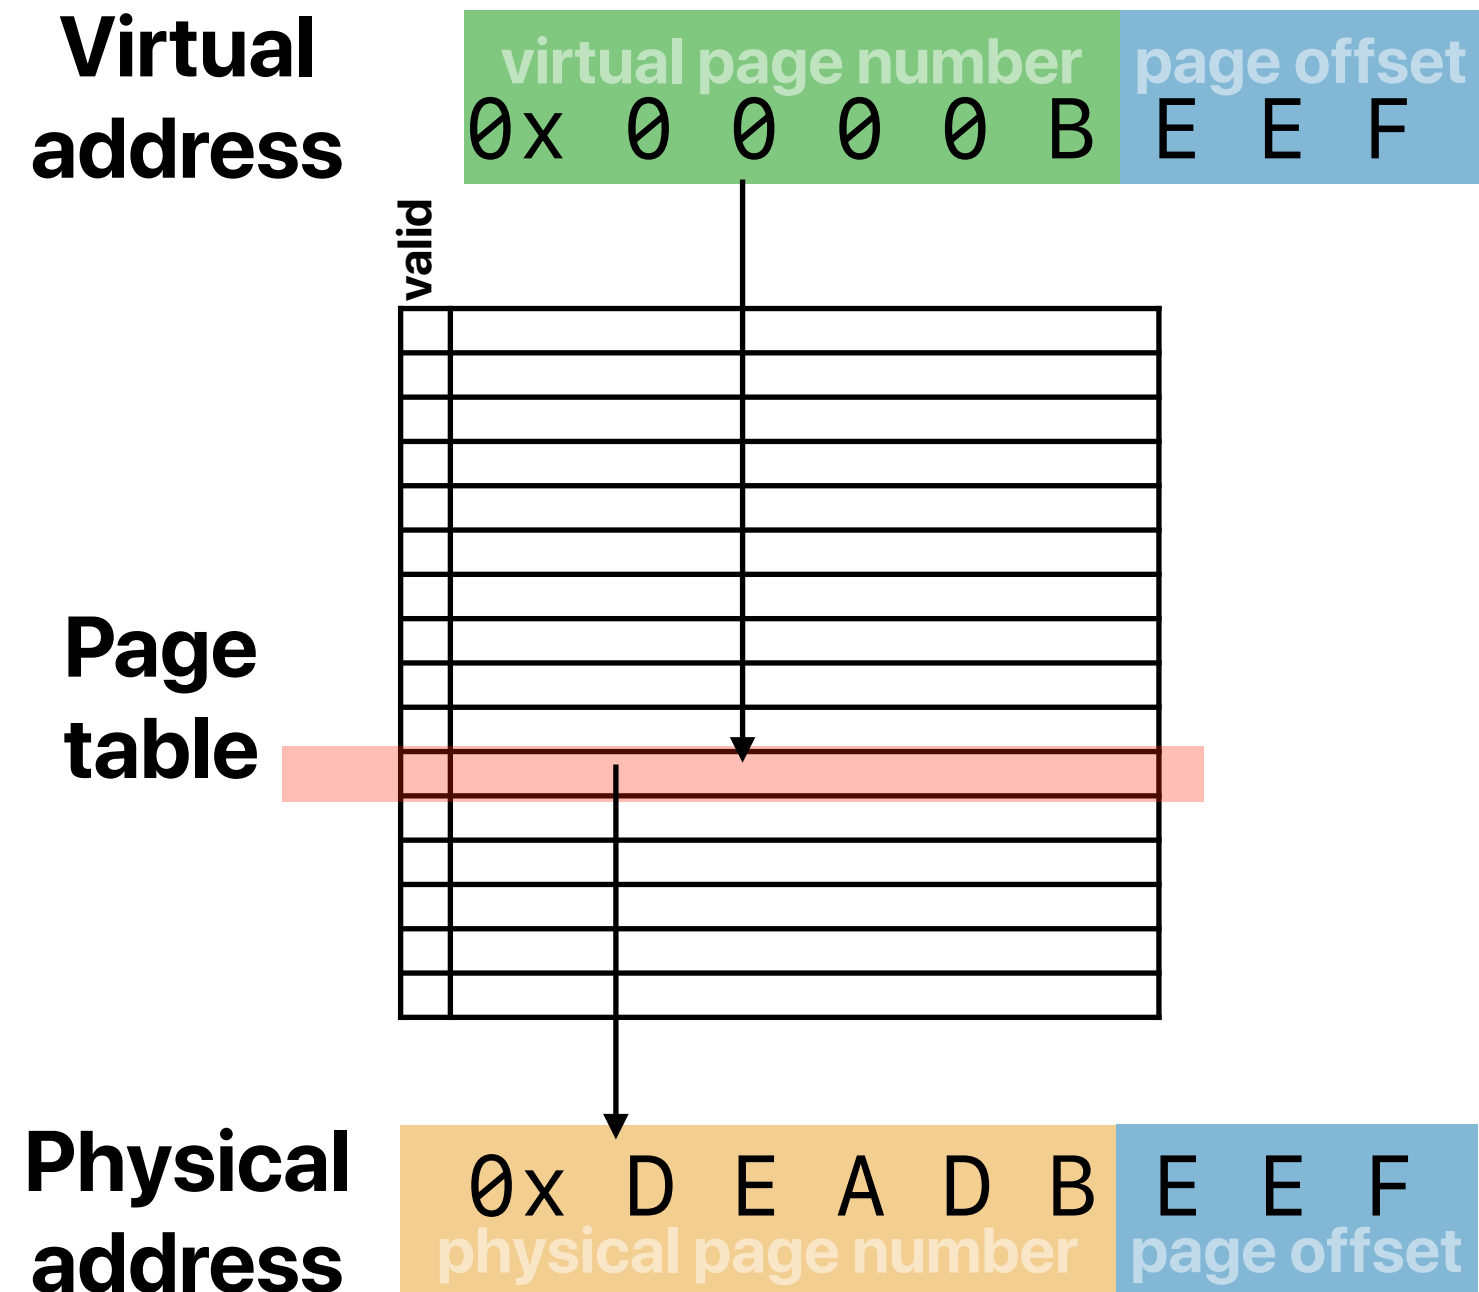 Virtual
address
virtual page number page offset
0x 0 0 0 0 B E E F
valid
Page
table
Physical
address
0x D E A D B E E F
physical page number page offset